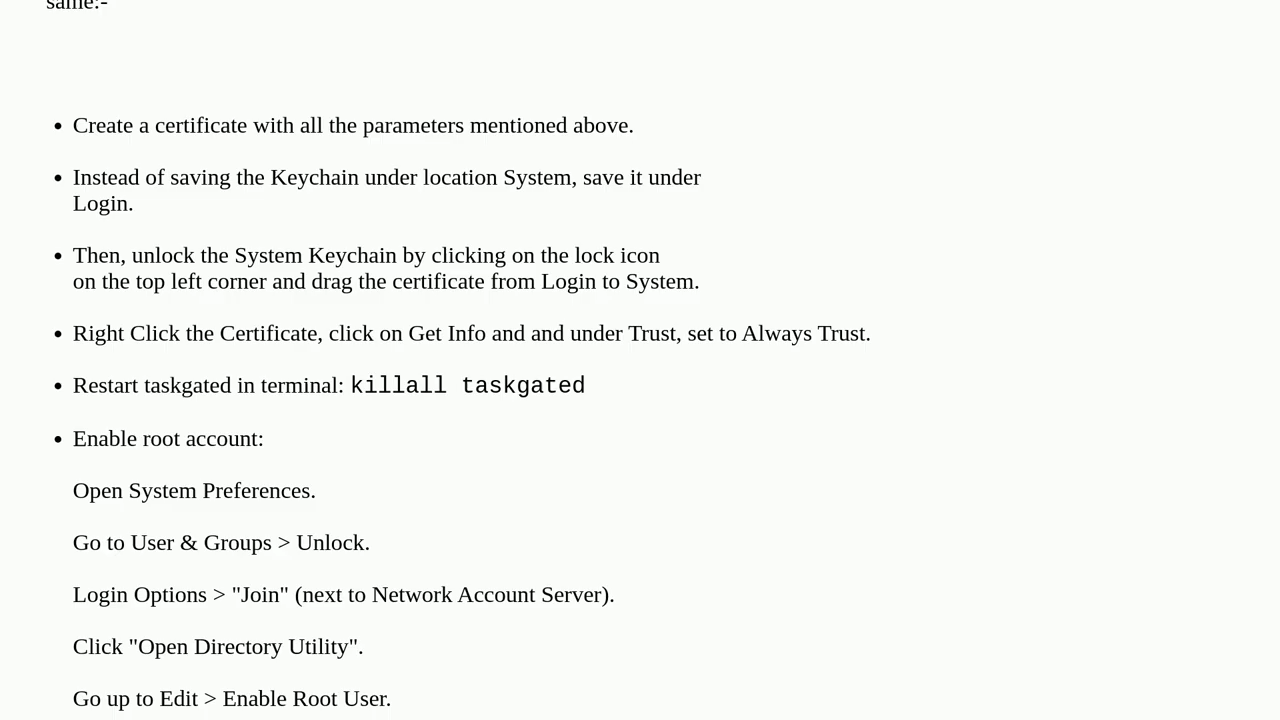 same:-
• Create a certificate with all the parameters mentioned above.
• Instead of saving the Keychain under location System, save it under
Login.
• Then, unlock the System Keychain by clicking on the lock icon
on the top left corner and drag the certificate from Login to System.
• Right Click the Certificate, click on Get Info and and under Trust, set to Always Trust.
• Restart taskgated in terminal: killall taskgated
• Enable root account:
Open System Preferences.
Go to User & Groups > Unlock.
Login Options > "Join" (next to Network Account Server).
Click "Open Directory Utility".
Go up to Edit > Enable Root User.